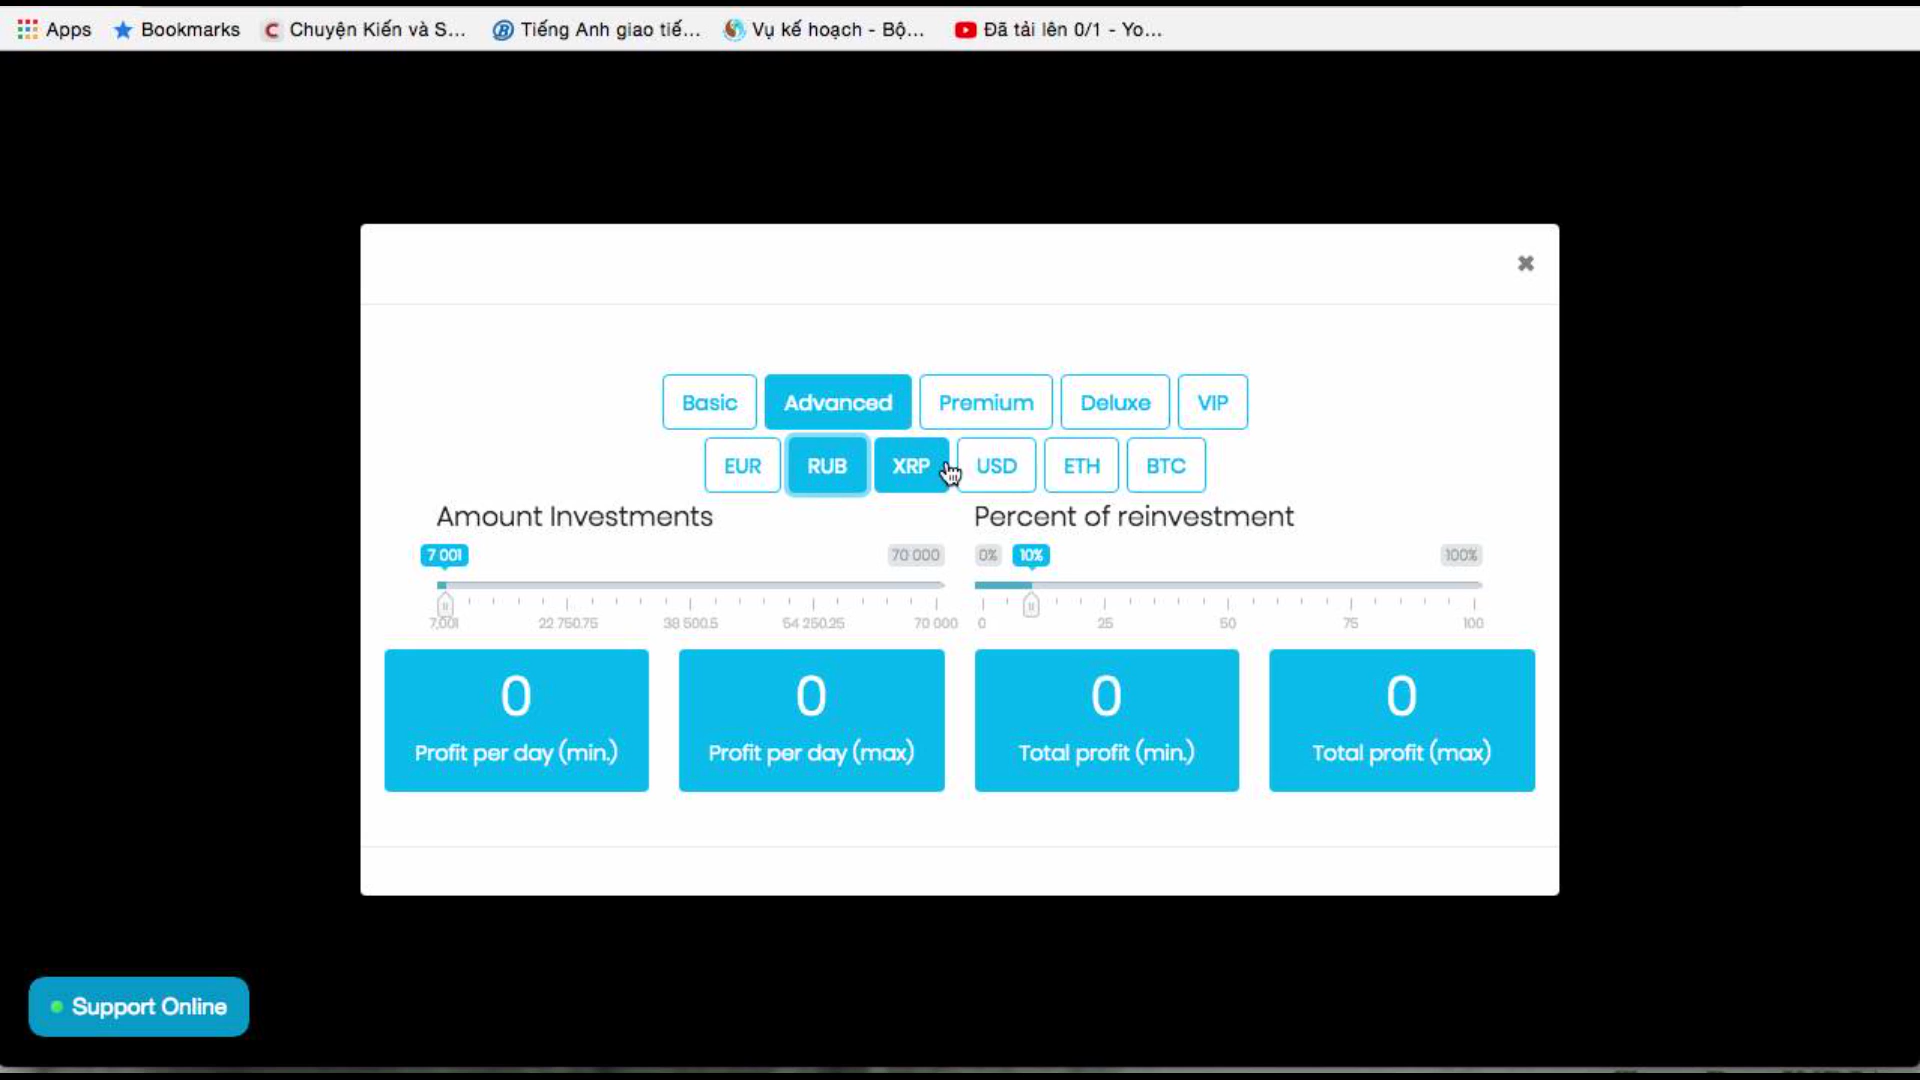 Apps Bookmarks Chuyện Kiến và S... Tiếng Anh giao tiế... Vụ kế hoạch - Bộ... Đã tải lên 0/1 - Yo...
Basic Advanced Premium Deluxe VIP
EUR RUB XRP USD ETH BTC
Amount Investments
7 001 70 000
7,001 22 750.75 38 500.5 54 250.25 70 000
Percent of reinvestment
0% 10% 100%
0 25 50 75 100
0
Profit per day (min.)
0
Profit per day (max)
0
Total profit (min.)
0
Total profit (max)
Support Online